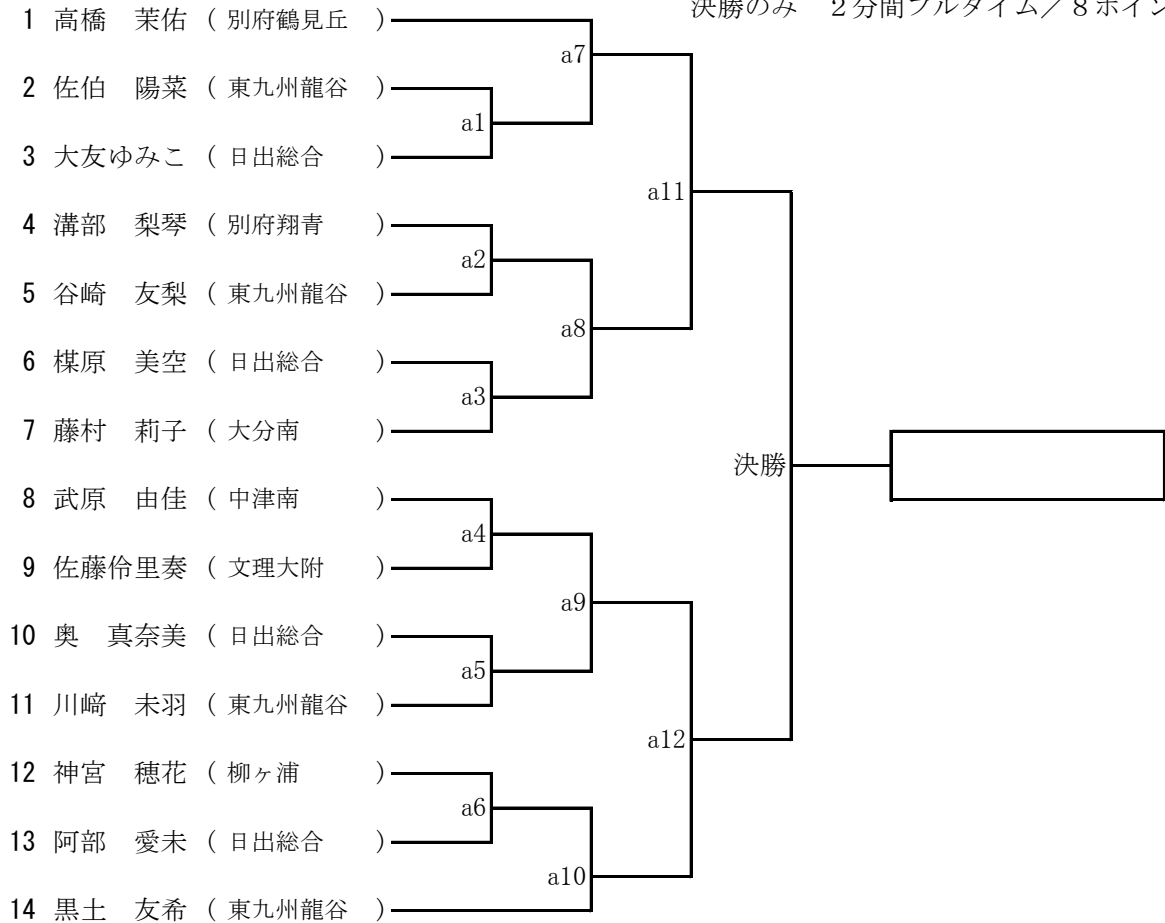 決勝のみ　２分間フルタイム／８ポイン
1 高橋　茉佑 （ 別府鶴見丘 ）
a7
2 佐伯　陽菜 （ 東九州龍谷 ）
a1
3 大友ゆみこ （ 日出総合 ）
a11
4 溝部　梨琴 （ 別府翔青 ）
a2
5 谷崎　友梨 （ 東九州龍谷 ）
a8
6 楳原　美空 （ 日出総合 ）
a3
7 藤村　莉子 （ 大分南 ）
決勝
8 武原　由佳 （ 中津南 ）
a4
9 佐藤伶里奏 （ 文理大附 ）
a9
10 奥　真奈美 （ 日出総合 ）
a5
11 川﨑　未羽 （ 東九州龍谷 ）
a12
12 神宮　穂花 （ 柳ヶ浦 ）
a6
13 阿部　愛未 （ 日出総合 ）
a10
14 黒土　友希 （ 東九州龍谷 ）